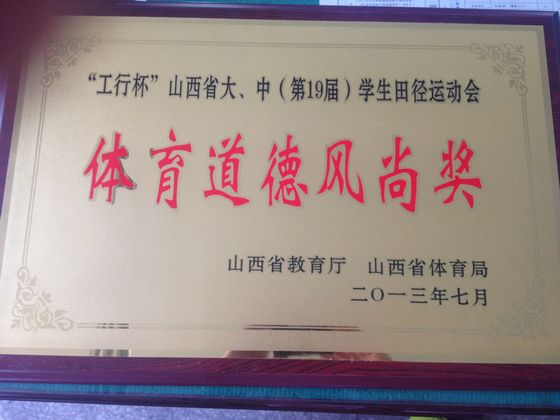 “工行杯”山西省大、中（第19届）学生田径运动会
体育道德风尚奖
山西省教育厅 山西省体育局
二〇一三年七月